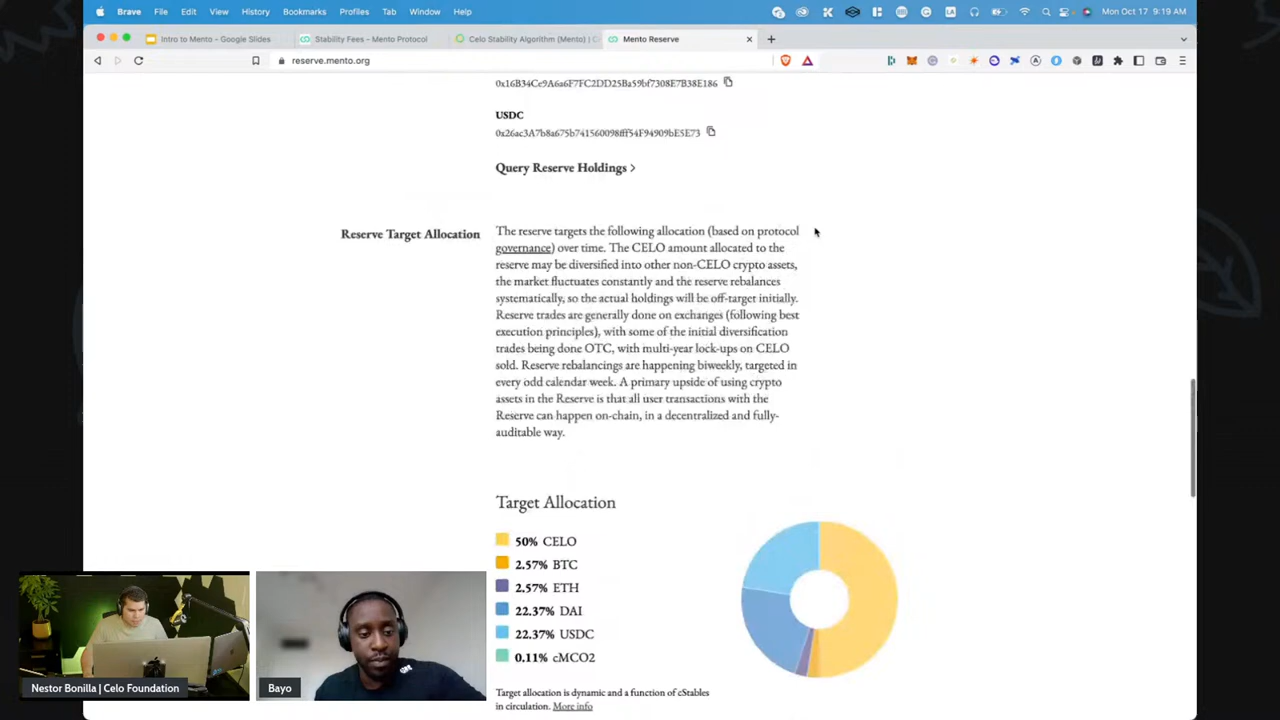 Brave File Edit View History Bookmarks Profiles Tab Window Help Mon Oct 17 9:19 AM
Intro to Mento - Google Slides Stability Fees – Mento Protocol Celo Stability Algorithm (Mento) | C Mento Reserve
reserve.mento.org
0x16B34Ce9A6a6F7FC2DD25Ba59bf7308E7B38E186
USDC
0x26ac3A7b8a675b741560098fff54F94909bE5E73
Query Reserve Holdings >
Reserve Target Allocation
The reserve targets the following allocation (based on protocol
governance) over time. The CELO amount allocated to the
reserve may be diversified into other non-CELO crypto assets,
the market fluctuates constantly and the reserve rebalances
systematically, so the actual holdings will be off-target initially.
Reserve trades are generally done on exchanges (following best
execution principles), with some of the initial diversification
trades being done OTC, with multi-year lock-ups on CELO
sold. Reserve rebalancings are happening biweekly, targeted in
every odd calendar week. A primary upside of using crypto
assets in the Reserve is that all user transactions with the
Reserve can happen on-chain, in a decentralized and fully-
auditable way.
Target Allocation
50% CELO
2.57% BTC
2.57% ETH
22.37% DAI
22.37% USDC
0.11% cMCO2
Target allocation is dynamic and a function of cStables
in circulation. More info
Nestor Bonilla | Celo Foundation
Bayo